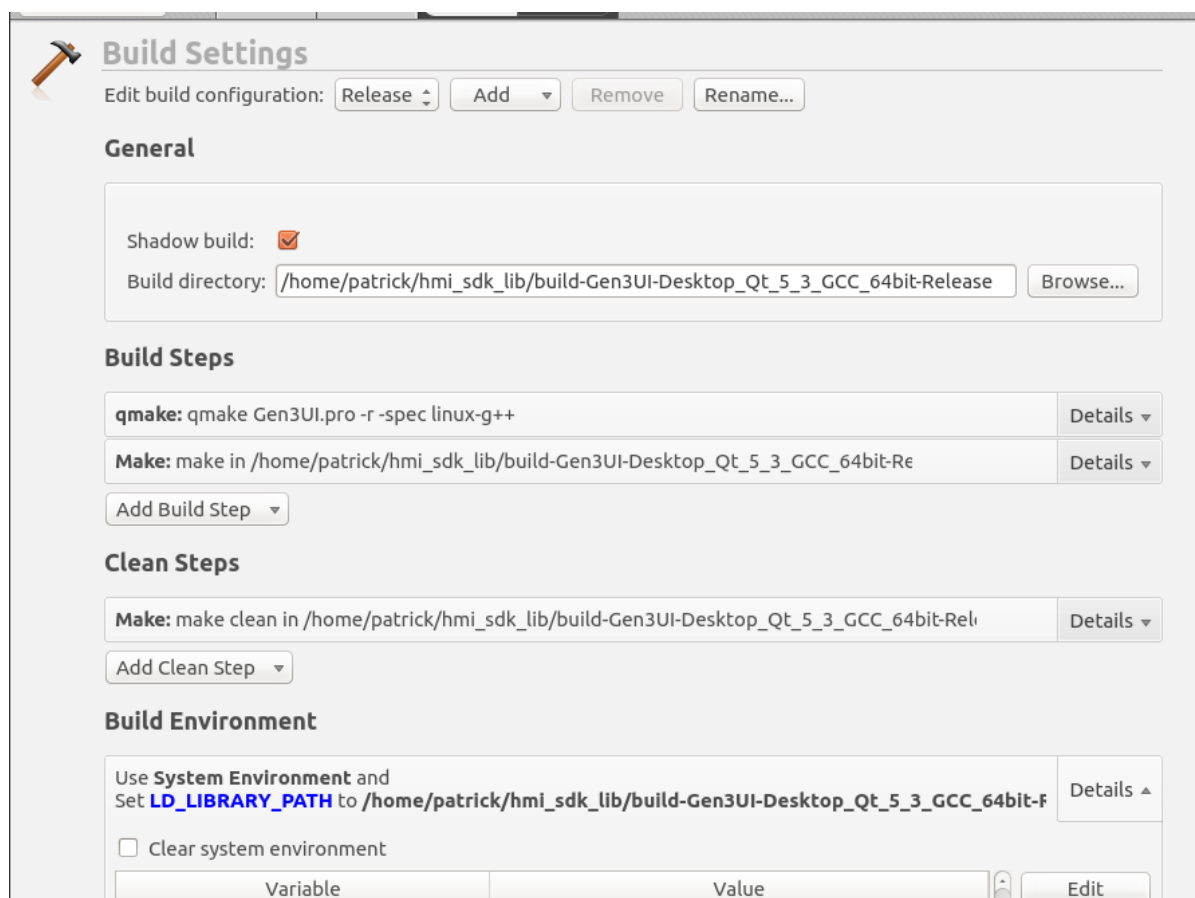 Build Settings
Edit build configuration: Release Add Remove Rename...
General
Shadow build:
Build directory: /home/patrick/hmi_sdk_lib/build-Gen3UI-Desktop_Qt_5_3_GCC_64bit-Release Browse...
Build Steps
qmake: qmake Gen3UI.pro -r -spec linux-g++ Details
Make: make in /home/patrick/hmi_sdk_lib/build-Gen3UI-Desktop_Qt_5_3_GCC_64bit-Re Details
Add Build Step
Clean Steps
Make: make clean in /home/patrick/hmi_sdk_lib/build-Gen3UI-Desktop_Qt_5_3_GCC_64bit-Rel Details
Add Clean Step
Build Environment
Use System Environment and
Set LD_LIBRARY_PATH to /home/patrick/hmi_sdk_lib/build-Gen3UI-Desktop_Qt_5_3_GCC_64bit-R Details
Clear system environment
Variable Value Edit